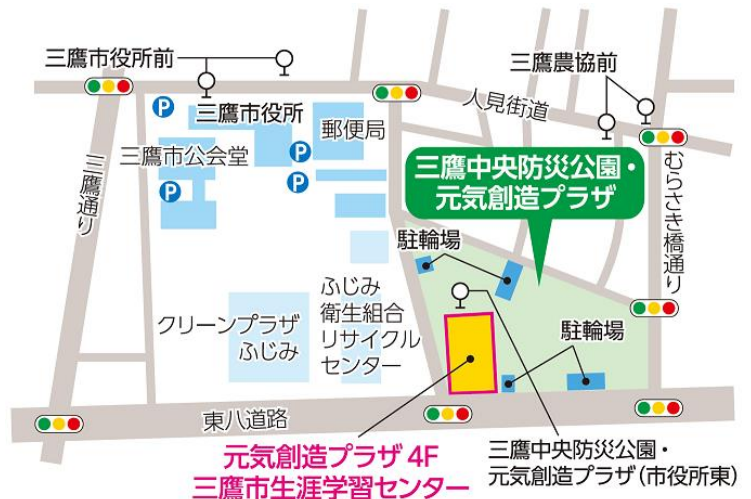 三鷹市役所前
三鷹農協前
人見街道
P
三鷹市役所
郵便局
三鷹市公会堂
P
P
P
三鷹通り
むらさき橋通り
三鷹中央防災公園・
元気創造プラザ
駐輪場
ふじみ
衛生組合
リサイクル
センター
クリーンプラザ
ふじみ
駐輪場
東八道路
元気創造プラザ 4F
三鷹市生涯学習センター
三鷹中央防災公園・
元気創造プラザ(市役所東)